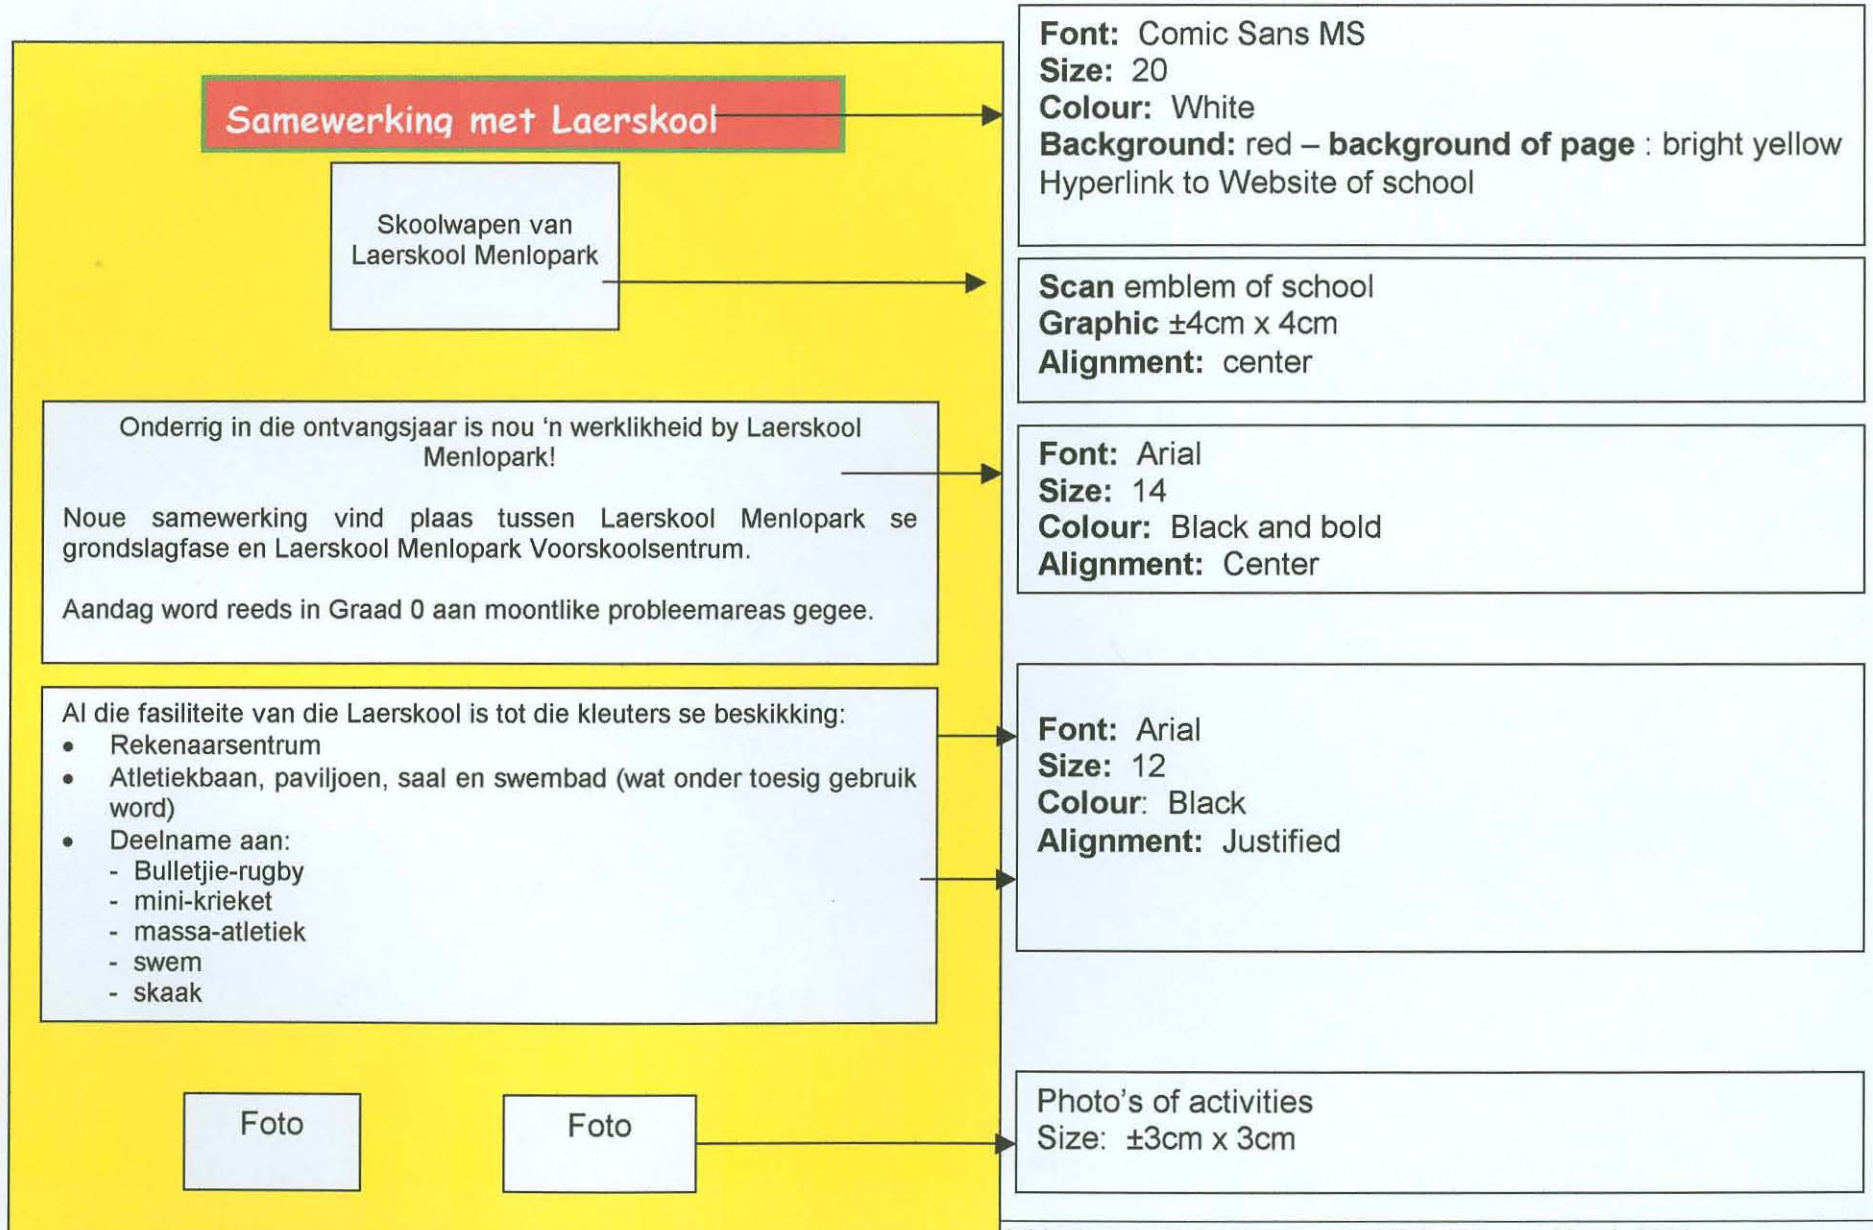 Samewerking met Laerskool
Skoolwapen van
Laerskool Menlopark
Onderrig in die ontvangsjaar is nou 'n werklikheid by Laerskool
Menlopark!
Noue samewerking vind plaas tussen Laerskool Menlopark se
grondslagfase en Laerskool Menlopark Voorskoolsentrum.
Aandag word reeds in Graad 0 aan moontlike probleemareas gegee.
Al die fasiliteite van die Laerskool is tot die kleuters se beskikking:
• Rekenaarsentrum
• Atletiekbaan, paviljoen, saal en swembad (wat onder toesig gebruik
word)
• Deelname aan:
- Bulletjie-rugby
- mini-krieket
- massa-atletiek
- swem
- skaak
Foto
Foto
Font: Comic Sans MS
Size: 20
Colour: White
Background: red – background of page : bright yellow
Hyperlink to Website of school
Scan emblem of school
Graphic ±4cm x 4cm
Alignment: center
Font: Arial
Size: 14
Colour: Black and bold
Alignment: Center
Font: Arial
Size: 12
Colour: Black
Alignment: Justified
Photo's of activities
Size: ±3cm x 3cm